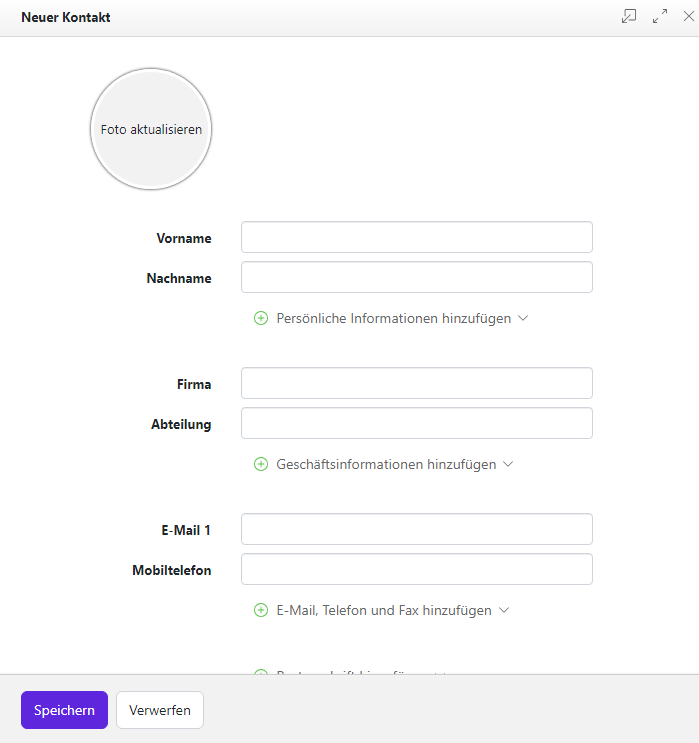 Neuer Kontakt
Foto aktualisieren
Vorname
Nachname
Persönliche Informationen hinzufügen
Firma
Abteilung
Geschäftsinformationen hinzufügen
E-Mail 1
Mobiltelefon
E-Mail, Telefon und Fax hinzufügen
Speichern
Verwerfen